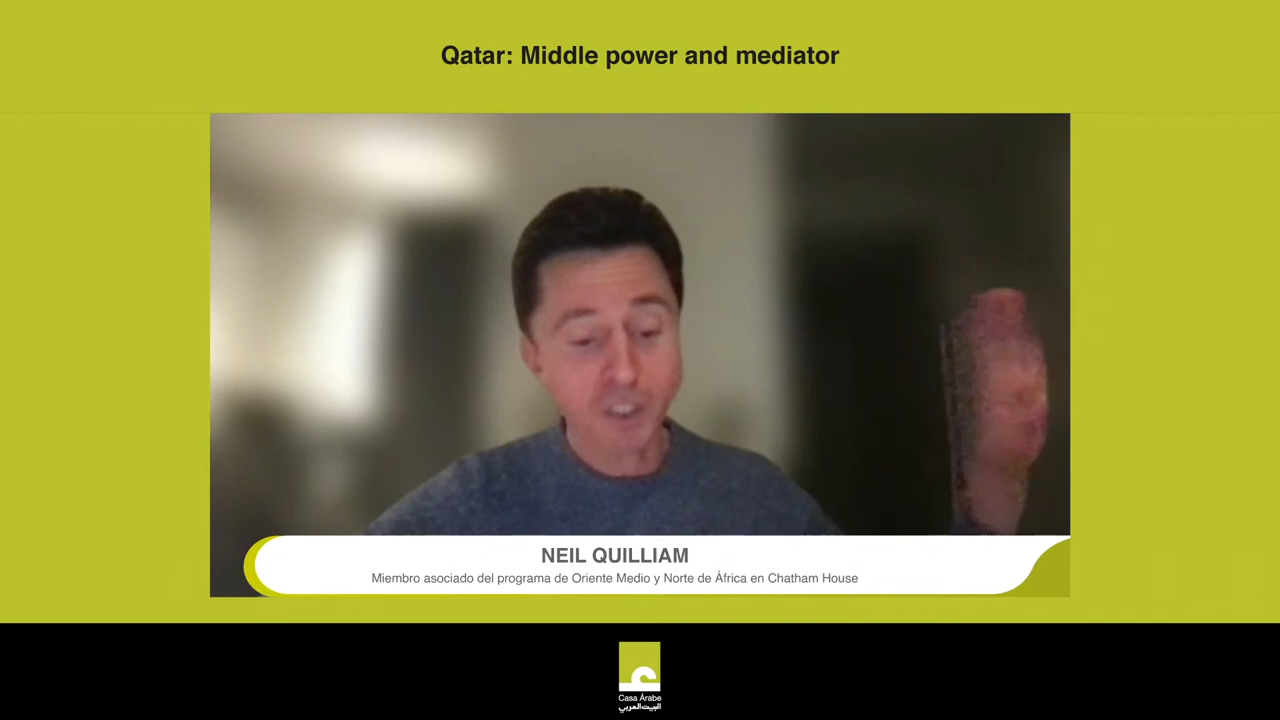 Qatar: Middle power and mediator
NEIL QUILLIAM
Miembro asociado del programa de Oriente Medio y Norte de África en Chatham House
Casa Árabe
البيت العربي